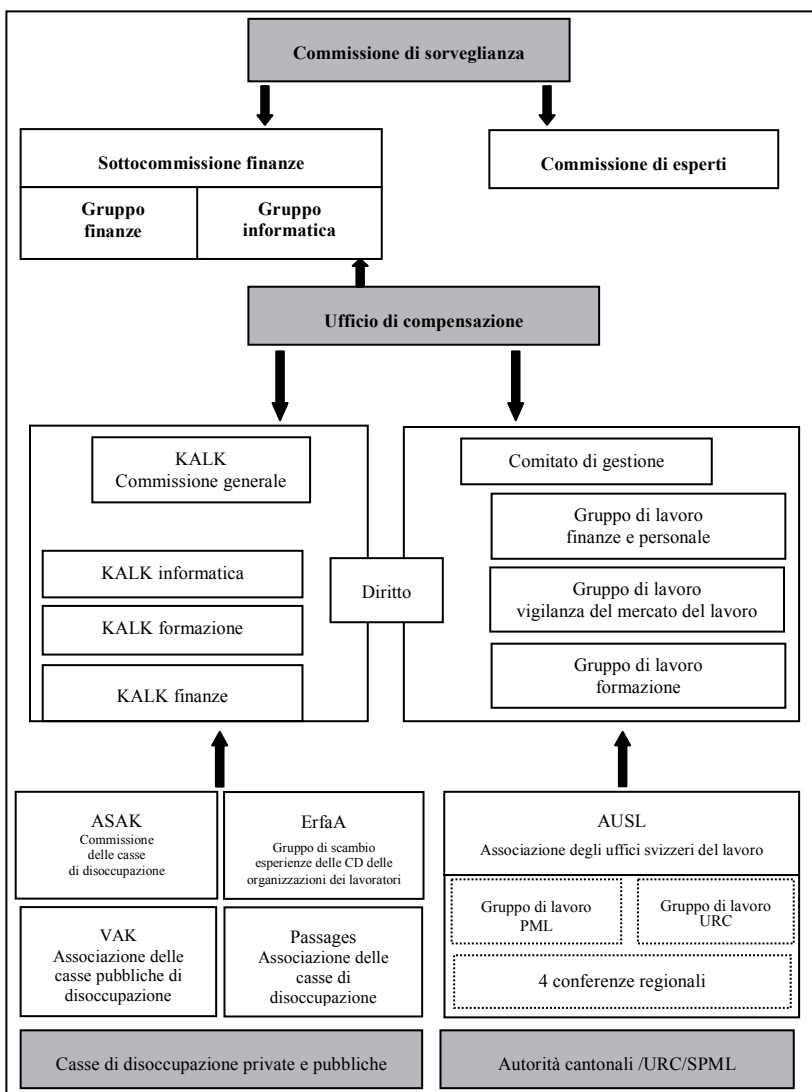 Commissione di sorveglianza
Sottocommissione finanze
Gruppo
finanze
Gruppo
informatica
Commissione di esperti
Ufficio di compensazione
KALK
Commissione generale
KALK informatica
KALK formazione
KALK finanze
Diritto
Comitato di gestione
Gruppo di lavoro
finanze e personale
Gruppo di lavoro
vigilanza del mercato del lavoro
Gruppo di lavoro
formazione
ASAK
Commissione
delle casse
di disoccupazione
ErfaA
Gruppo di scambio
esperienze delle CD delle
organizzazioni dei lavoratori
VAK
Associazione delle
casse pubbliche di
disoccupazione
Passages
Associazione delle
casse di
disoccupazione
AUSL
Associazione degli uffici svizzeri del lavoro
Gruppo di lavoro
PML
Gruppo di lavoro
URC
4 conferenze regionali
Casse di disoccupazione private e pubbliche
Autorità cantonali /URC/SPML